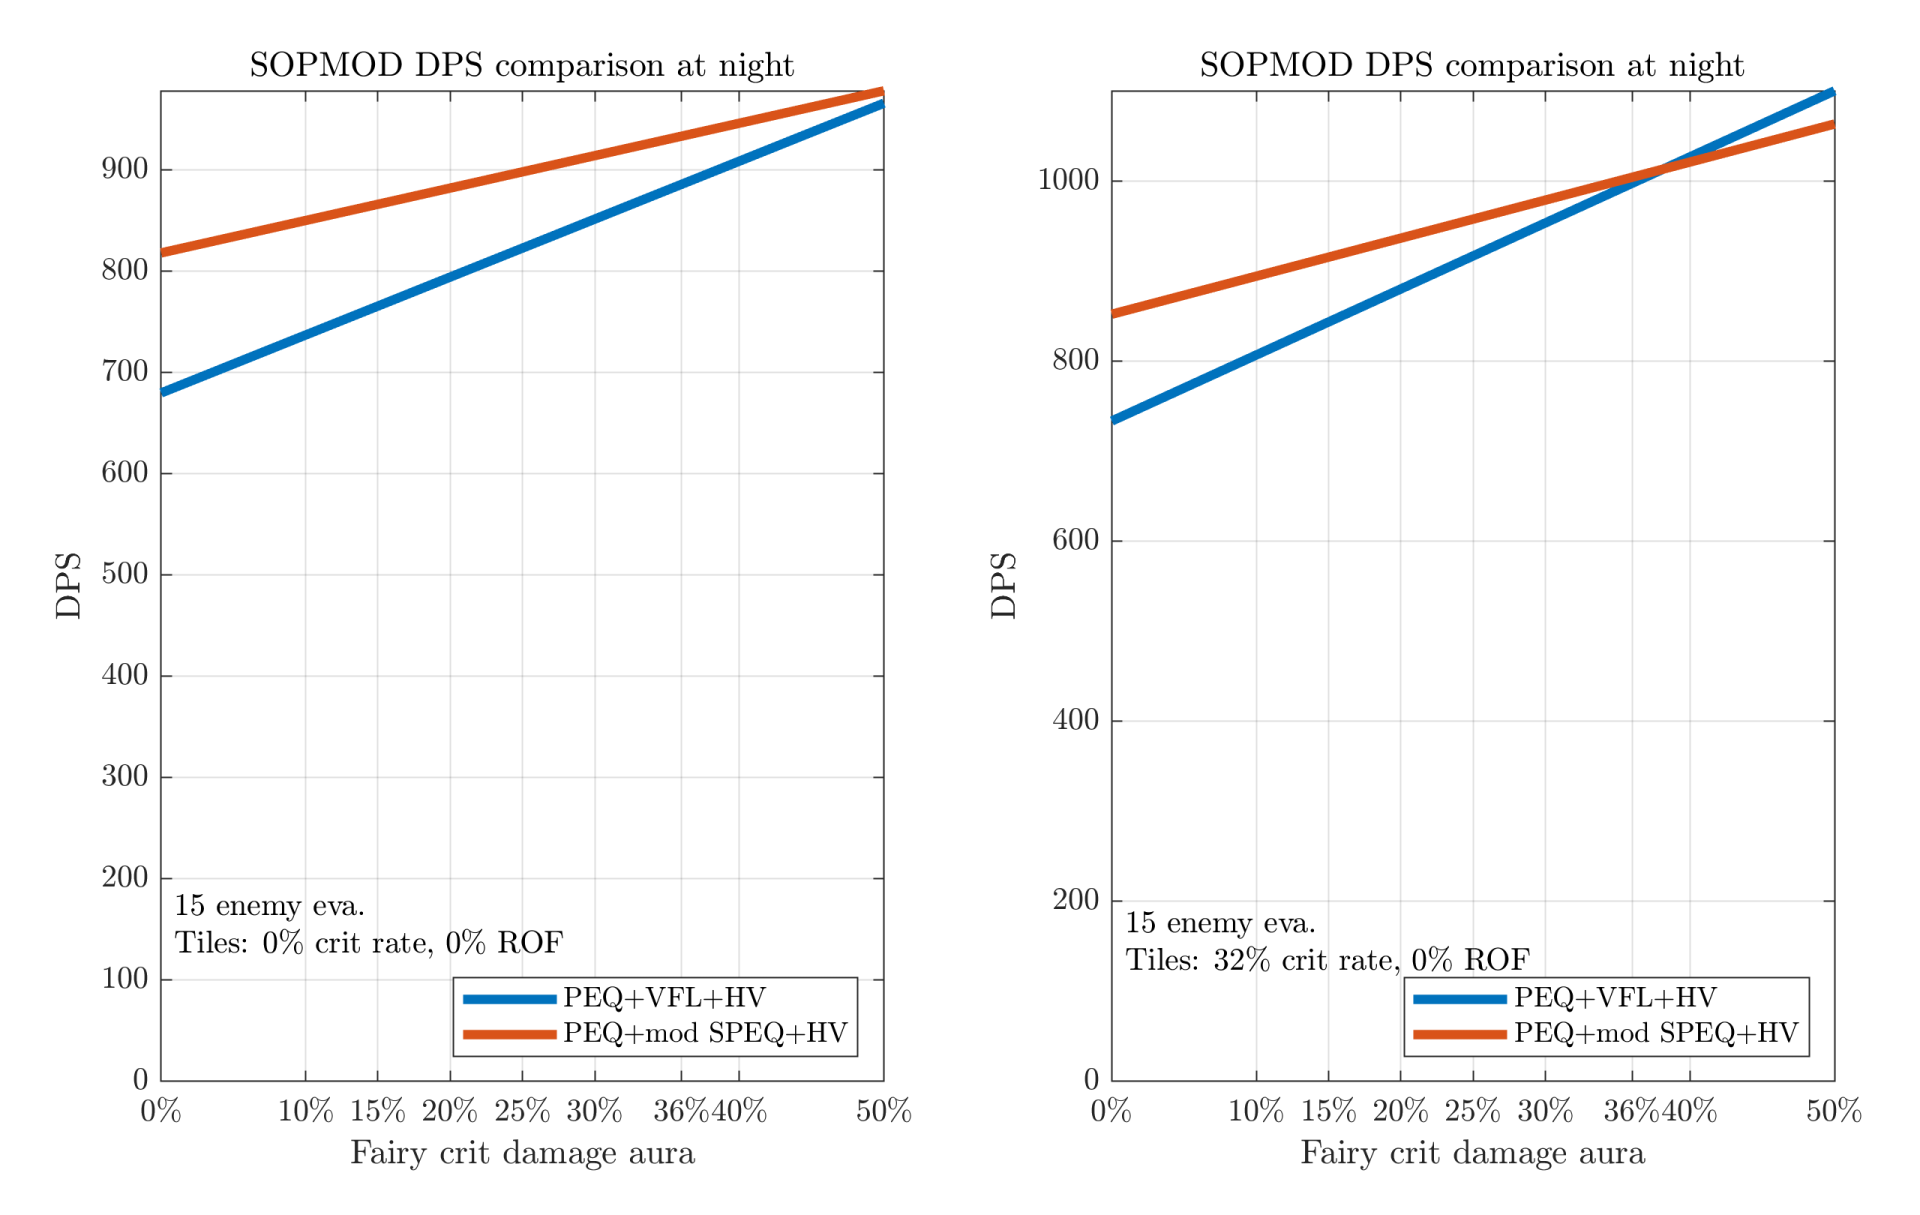 SOPMOD DPS comparison at night
900
800
700
600
500
400
300
200
100
0
DPS
15 enemy eva.
Tiles: 0% crit rate, 0% ROF
PEQ+VFL+HV
PEQ+mod SPEQ+HV
0% 10% 15% 20% 25% 30% 36% 40% 50%
Fairy crit damage aura
SOPMOD DPS comparison at night
1000
800
600
400
200
0
DPS
15 enemy eva.
Tiles: 32% crit rate, 0% ROF
PEQ+VFL+HV
PEQ+mod SPEQ+HV
0% 10% 15% 20% 25% 30% 36% 40% 50%
Fairy crit damage aura